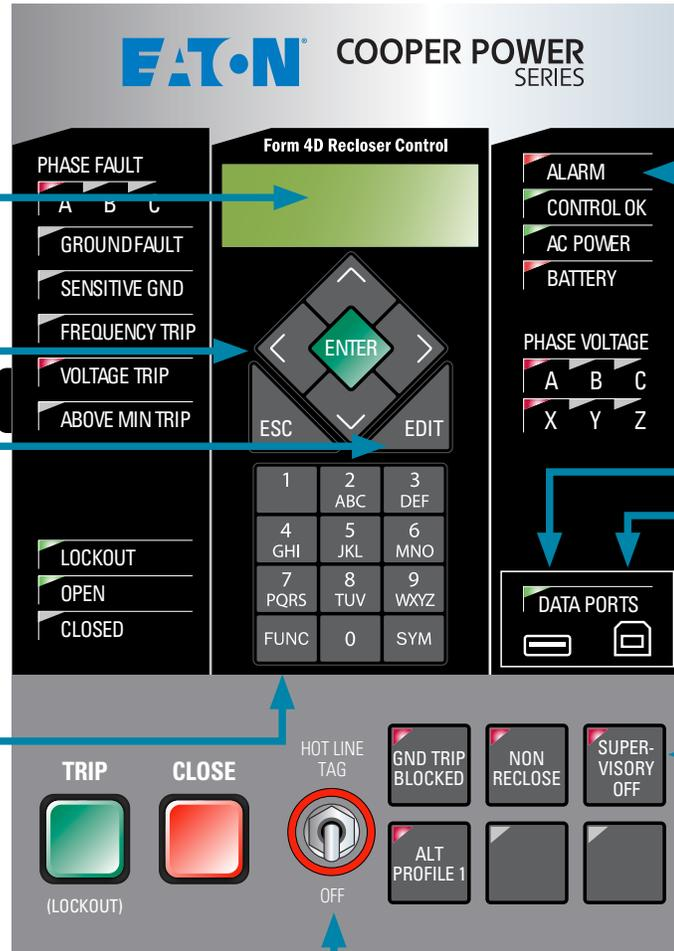 EATON® COOPER POWER
SERIES
Form 4D Recloser Control
PHASE FAULT
A B C
GROUND FAULT
SENSITIVE GND
FREQUENCY TRIP
VOLTAGE TRIP
ABOVE MIN TRIP
LOCKOUT
OPEN
CLOSED
ENTER
ESC
EDIT
1 2 3
ABC DEF
4 5 6
GHI JKL MNO
7 8 9
PQRS TUV WXYZ
FUNC 0 SYM
ALARM
CONTROL OK
AC POWER
BATTERY
PHASE VOLTAGE
A B C
X Y Z
DATA PORTS
TRIP
(LOCKOUT)
CLOSE
HOT LINE
TAG
OFF
GND TRIP
BLOCKED
NON
RECLOSE
SUPER-
VISORY
OFF
ALT
PROFILE 1